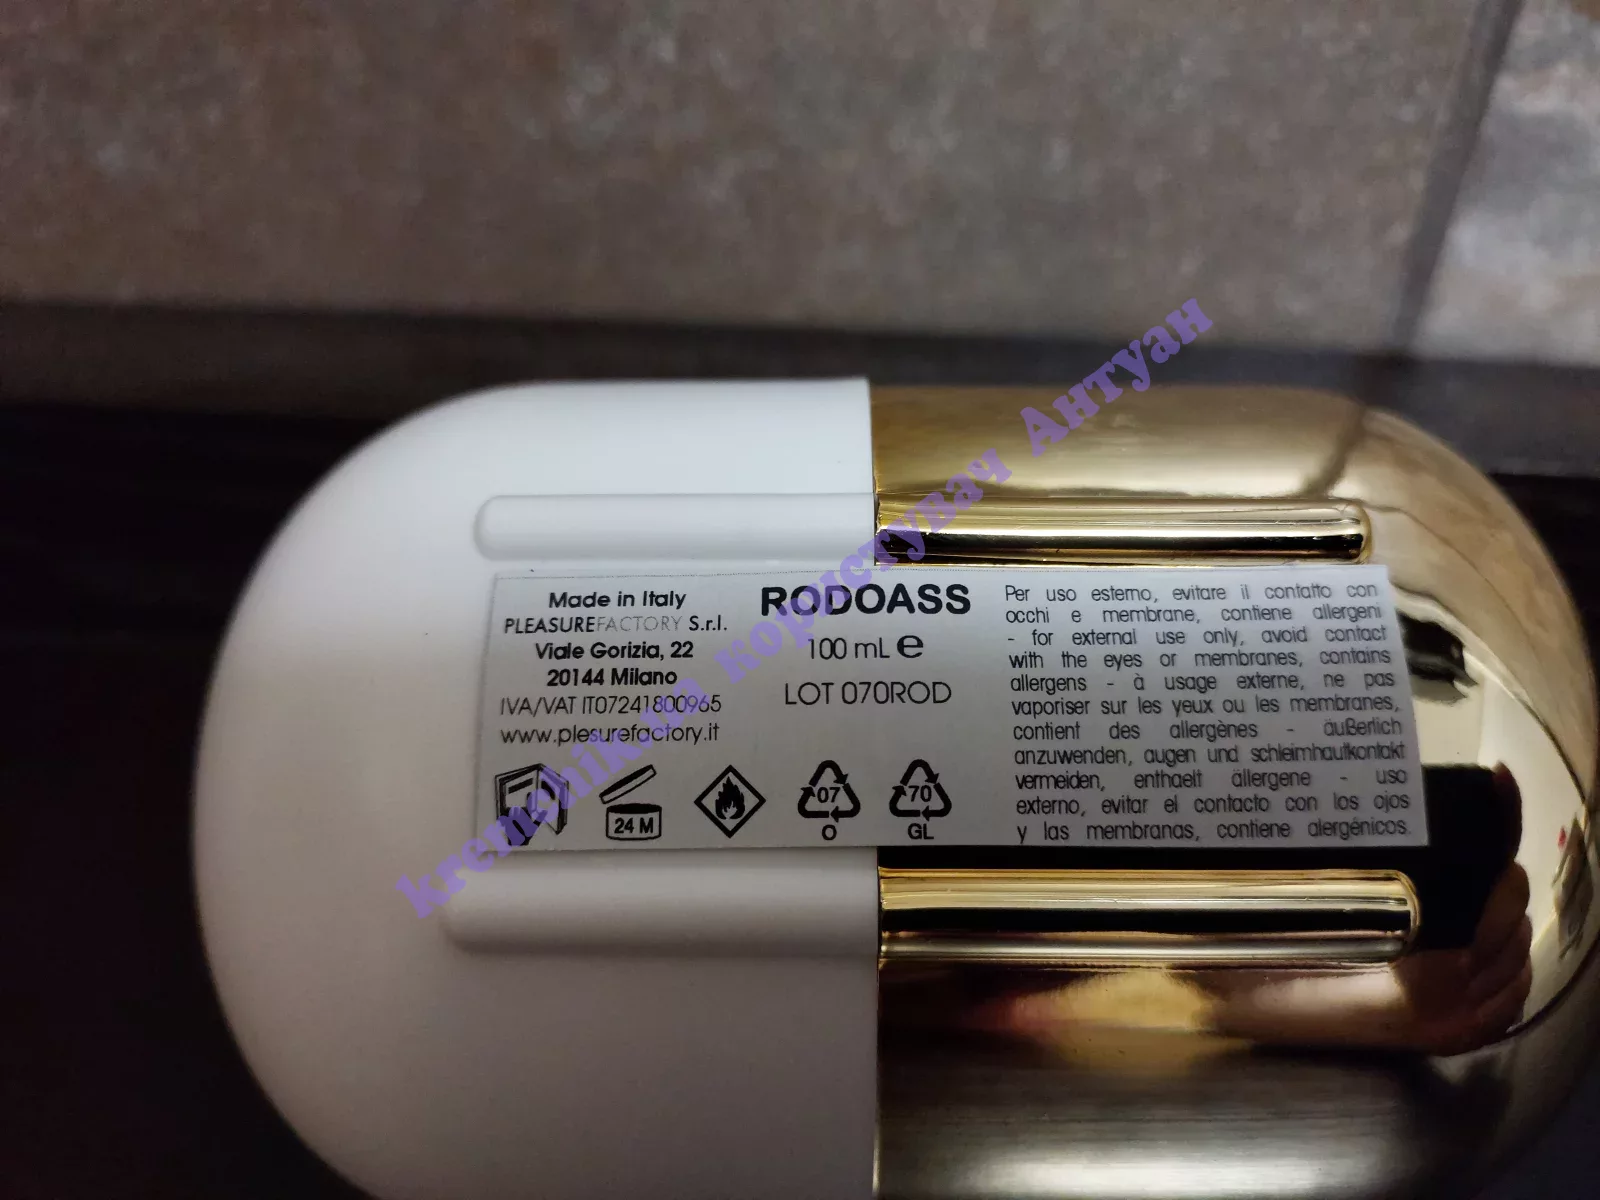 Made in Italy
PLEASUREFACTORY S.r.l.
Viale Gorizia, 22
20144 Milano
IVA/VAT IT07241800965
www.plesurefactory.it
24 M
RODOASS
100 mL e
LOT 070ROD
07
O
70
GL
Per uso esterno, evitare il contatto con
occhi e membrane, contiene allergeni
- for external use only, avoid contact
with the eyes or membranes, contains
allergens - à usage externe, ne pas
vaporiser sur les yeux ou les membranes,
contient des allergènes - äußerlich
anzuwenden, augen und schleimhautkontakt
vermeiden, enthaelt allergene - uso
externo, evitar el contacto con los ojos
y las membranas, contiene alergénicos.
користувач Антуан